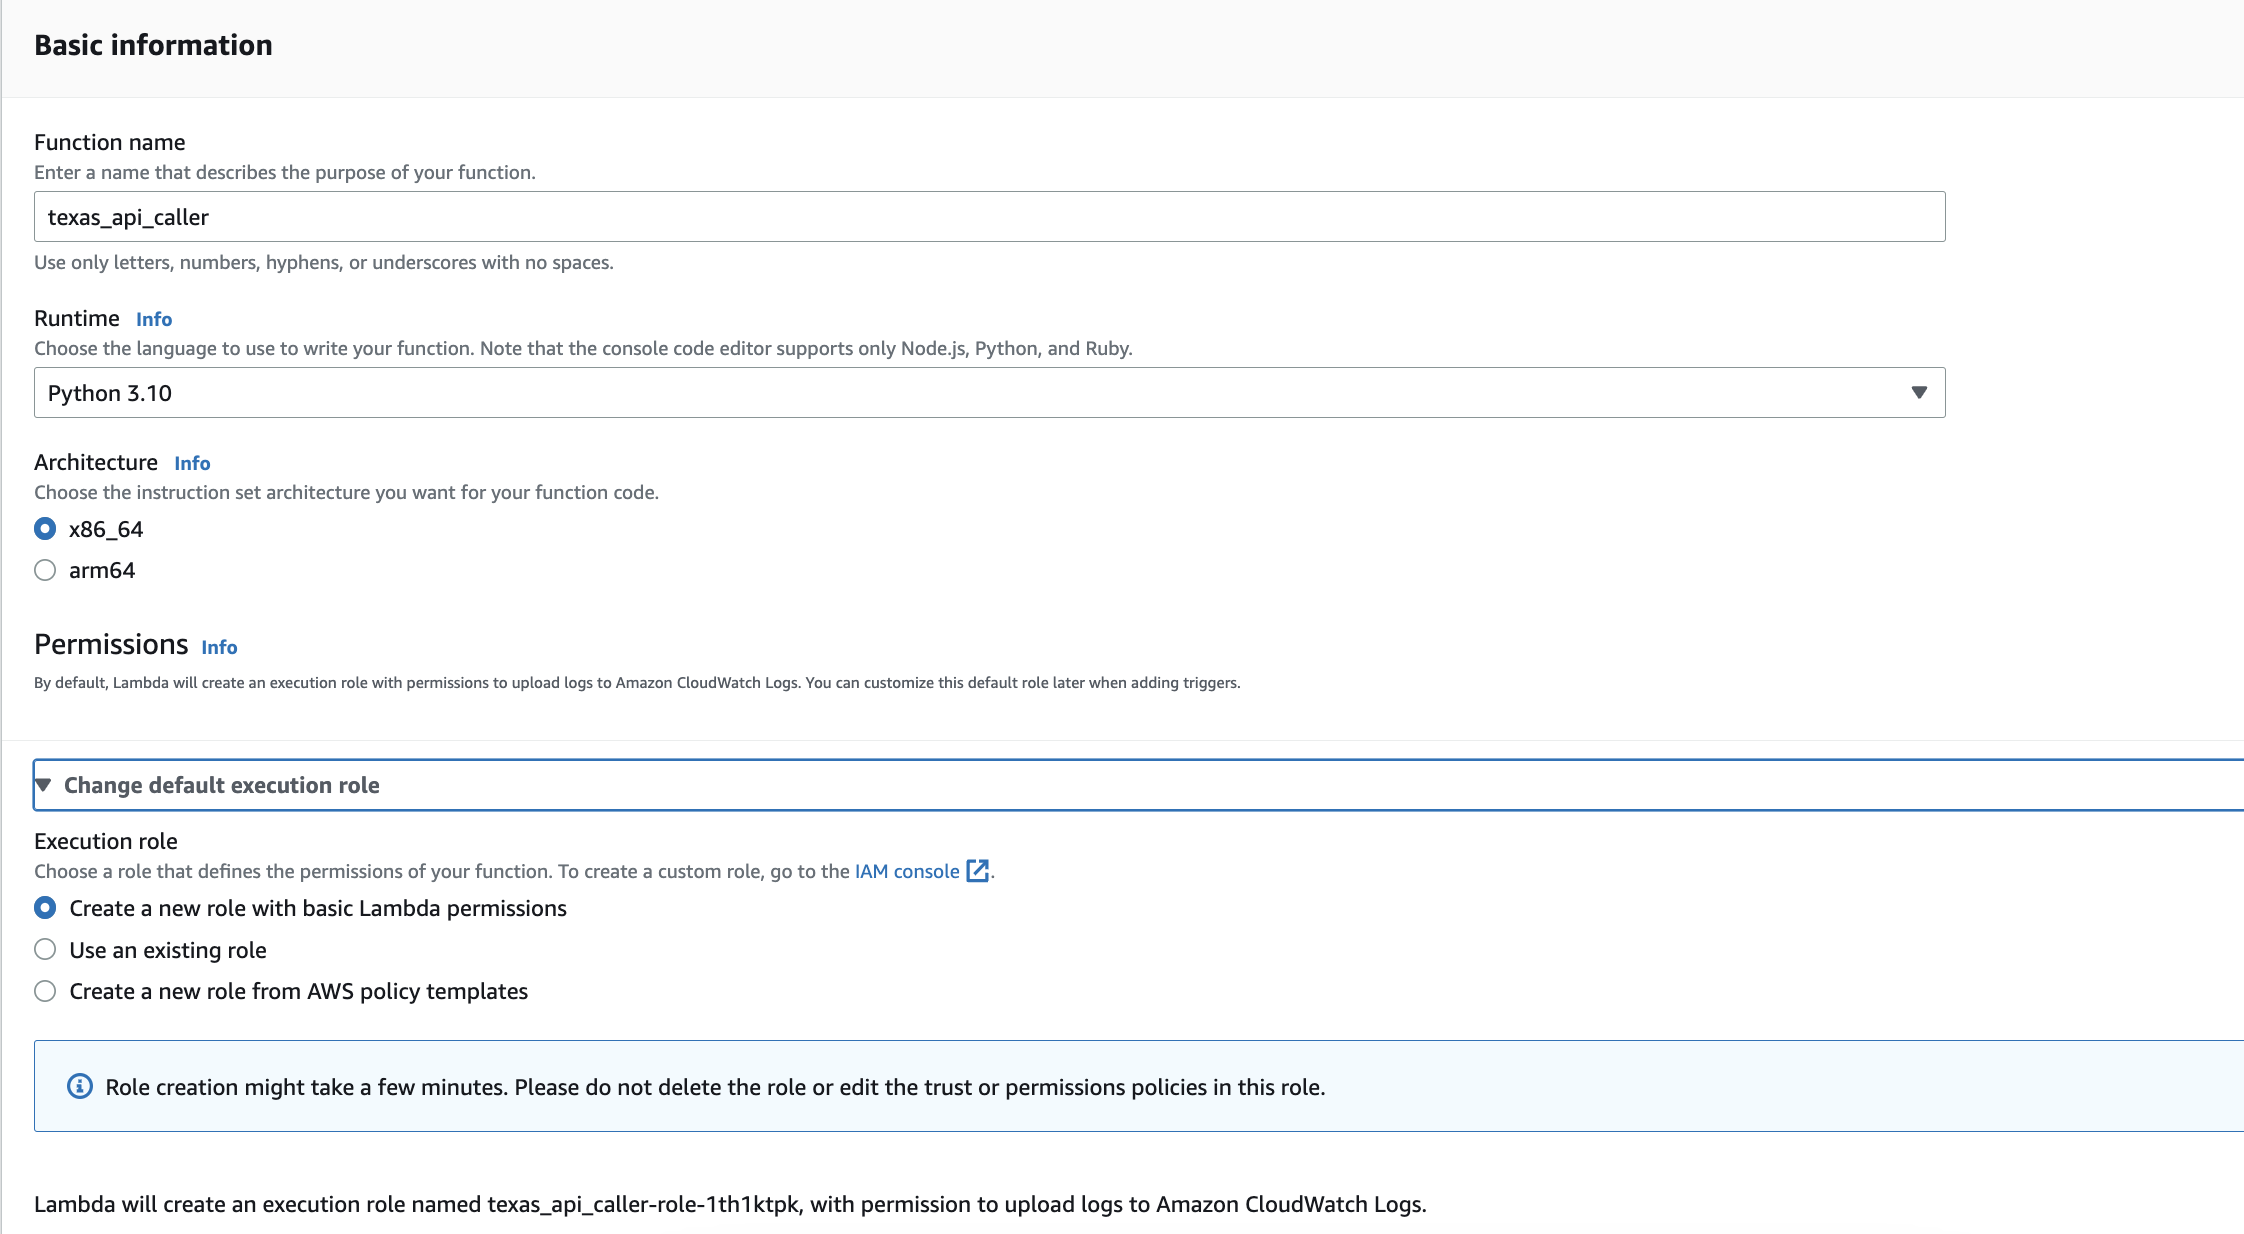 Basic information
Function name
Enter a name that describes the purpose of your function.
texas_api_caller
Use only letters, numbers, hyphens, or underscores with no spaces.
Runtime Info
Choose the language to use to write your function. Note that the console code editor supports only Node.js, Python, and Ruby.
Python 3.10
Architecture Info
Choose the instruction set architecture you want for your function code.
x86_64
arm64
Permissions Info
By default, Lambda will create an execution role with permissions to upload logs to Amazon CloudWatch Logs. You can customize this default role later when adding triggers.
Change default execution role
Execution role
Choose a role that defines the permissions of your function. To create a custom role, go to the IAM console.
Create a new role with basic Lambda permissions
Use an existing role
Create a new role from AWS policy templates
Role creation might take a few minutes. Please do not delete the role or edit the trust or permissions policies in this role.
Lambda will create an execution role named texas_api_caller-role-1th1ktpk, with permission to upload logs to Amazon CloudWatch Logs.